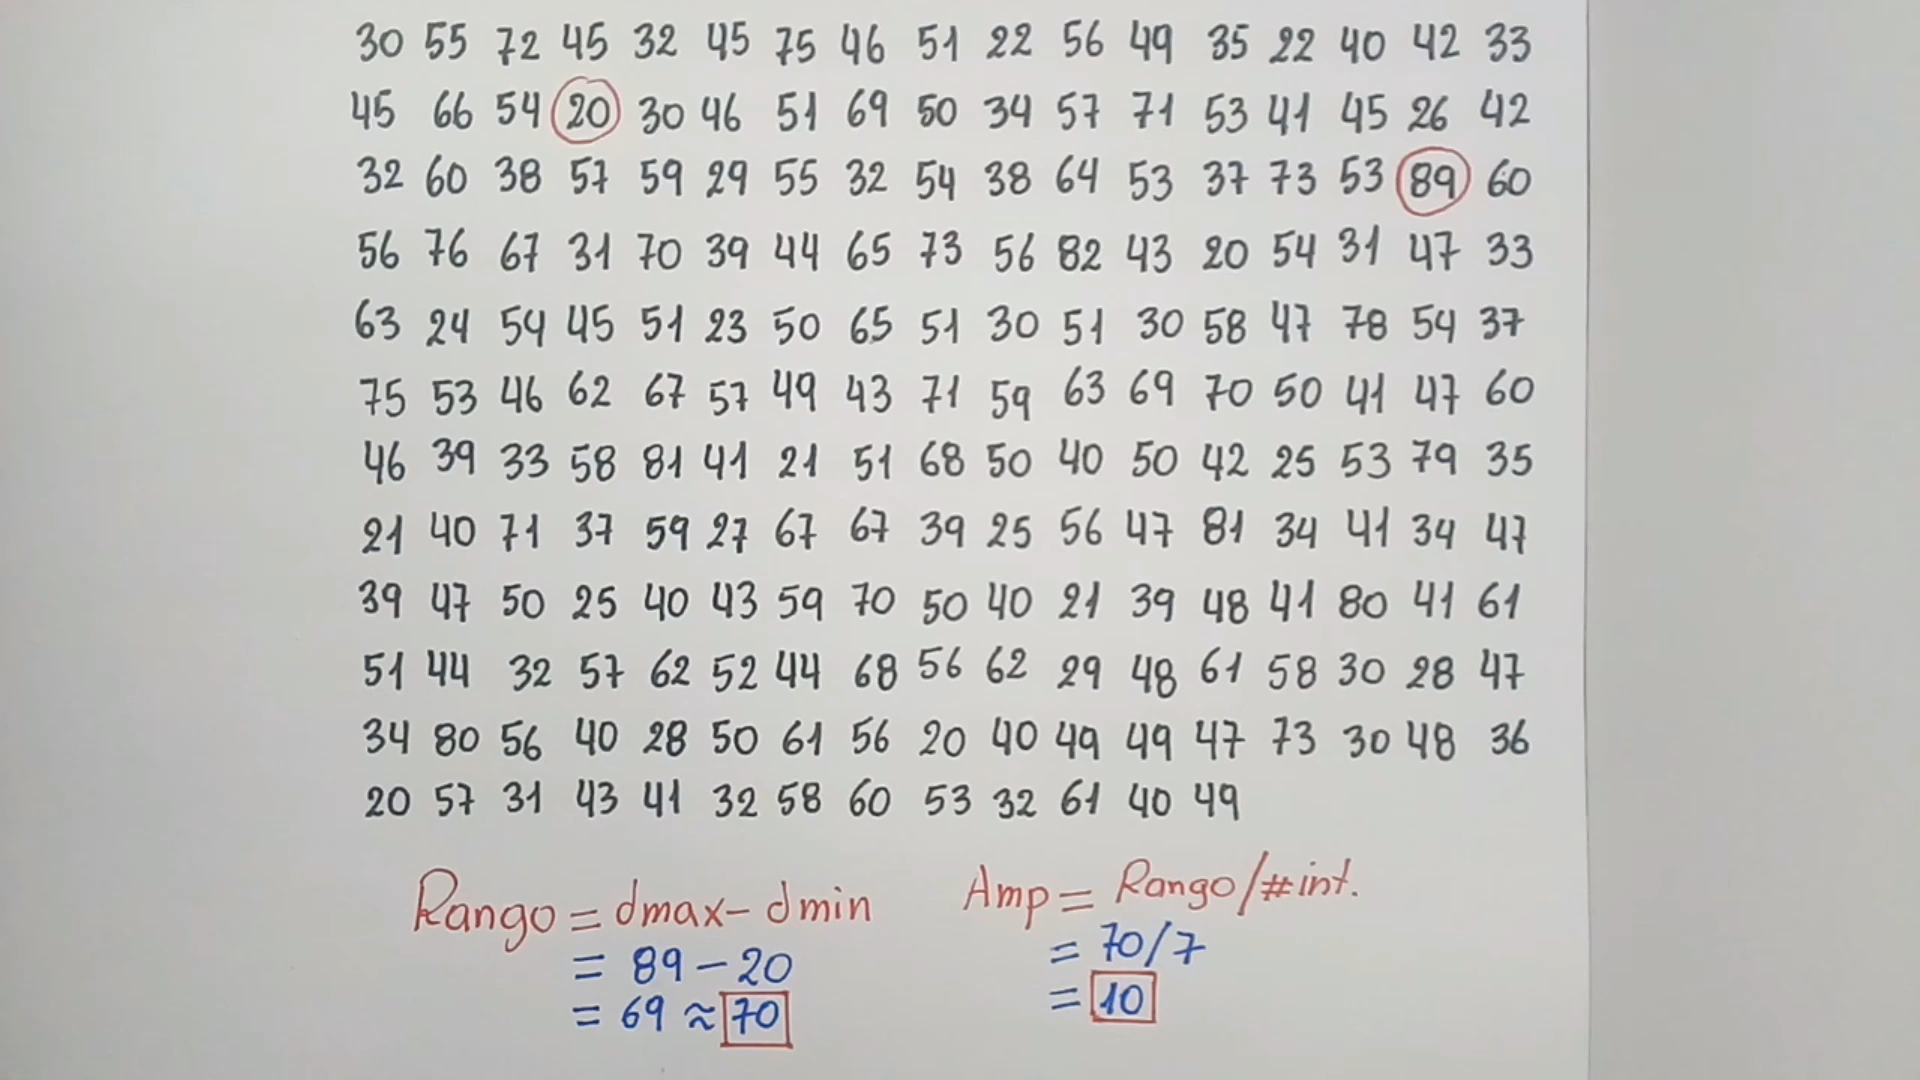 30 55 72 45 32 45 75 46 51 22 56 49 35 22 40 42 33
45 66 54 20 30 46 51 69 50 34 57 71 53 41 45 26 42
32 60 38 57 59 29 55 32 54 38 64 53 37 73 53 89 60
56 76 67 31 70 39 44 65 73 56 82 43 20 54 31 47 33
63 24 54 45 51 23 50 65 51 30 51 30 58 47 78 54 37
75 53 46 62 67 57 49 43 71 59 63 69 70 50 41 47 60
46 39 33 58 81 41 21 51 68 50 40 50 42 25 53 79 35
21 40 71 37 59 27 67 67 39 25 56 47 81 34 41 34 47
39 47 50 25 40 43 59 70 50 40 21 39 48 41 80 41 61
51 44 32 57 62 52 44 68 56 62 29 48 61 58 30 28 47
34 80 56 40 28 50 61 56 20 40 49 49 47 73 30 48 36
20 57 31 43 41 32 58 60 53 32 61 40 49
Rango = dmax - dmin
= 89 - 20
= 69 ≈ 70
Amp = Rango/#int.
= 70/7
= 10